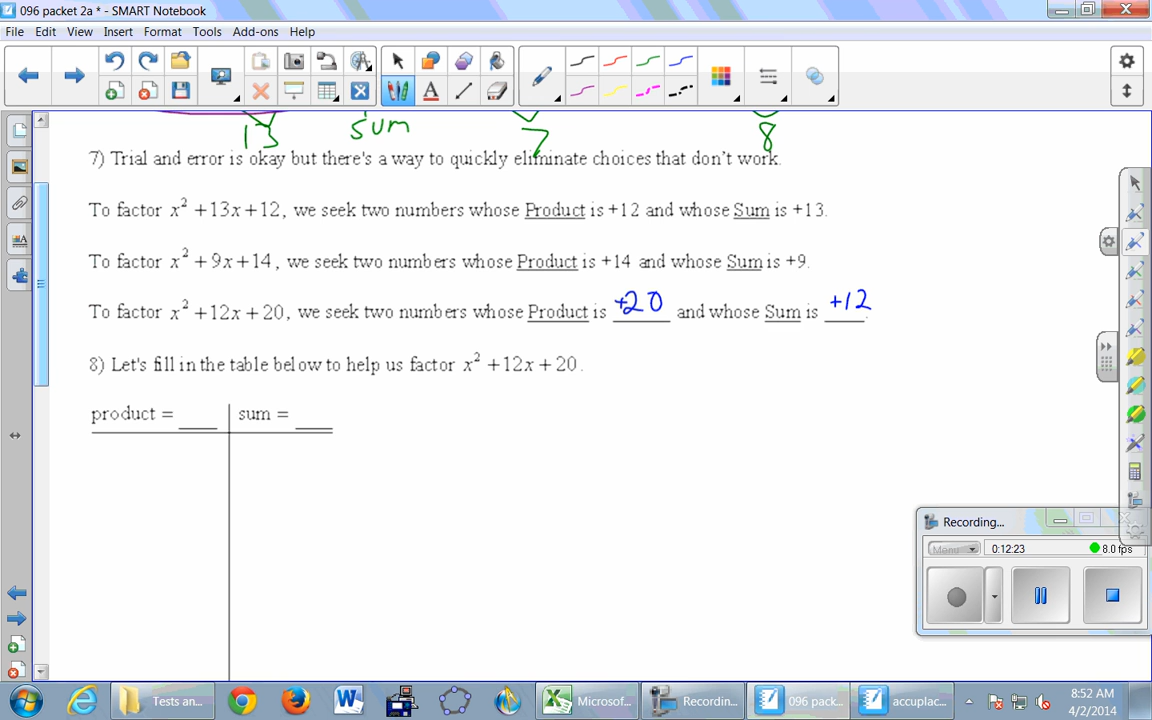 096 packet 2a * - SMART Notebook
File Edit View Insert Format Tools Add-ons Help
13 sum 7 8
7) Trial and error is okay but there's a way to quickly eliminate choices that don't work.
To factor x² +13x+12, we seek two numbers whose Product is +12 and whose Sum is +13.
To factor x² +9x+14, we seek two numbers whose Product is +14 and whose Sum is +9.
To factor x² +12x+20, we seek two numbers whose Product is +20 and whose Sum is +12.
8) Let's fill in the table below to help us factor x² +12x+20.
product = ____ sum = ____
Recording...
Menu 0:12:23 8.0 fps
Tests an... Microsof... Recordin... 096 pack... accuplac... 8:52 AM
4/2/2014